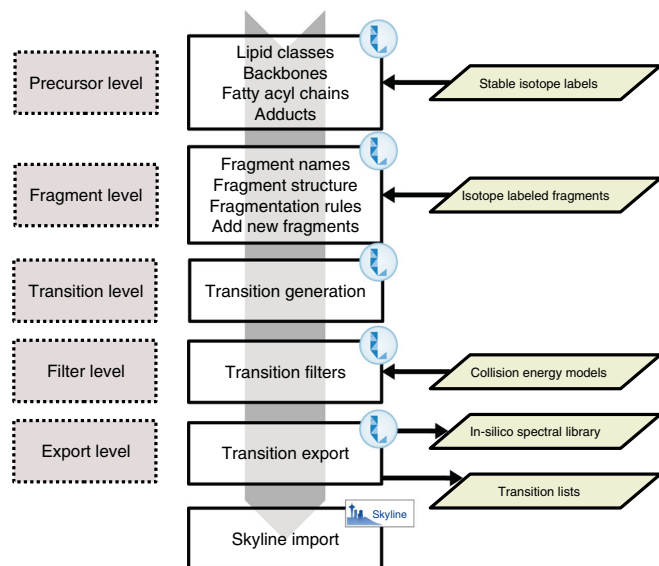 Precursor level
Lipid classes
Backbones
Fatty acyl chains
Adducts
Stable isotope labels
Fragment level
Fragment names
Fragment structure
Fragmentation rules
Add new fragments
Isotope labeled fragments
Transition level
Transition generation
Filter level
Transition filters
Collision energy models
Export level
Transition export
In-silico spectral library
Transition lists
Skyline
Skyline import